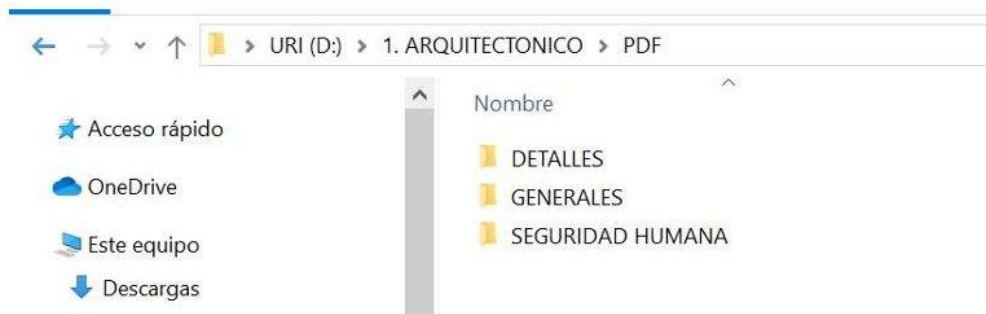 URI (D:) > 1. ARQUITECTONICO > PDF
Acceso rápido
OneDrive
Este equipo
Descargas
Nombre
DETALLES
GENERALES
SEGURIDAD HUMANA